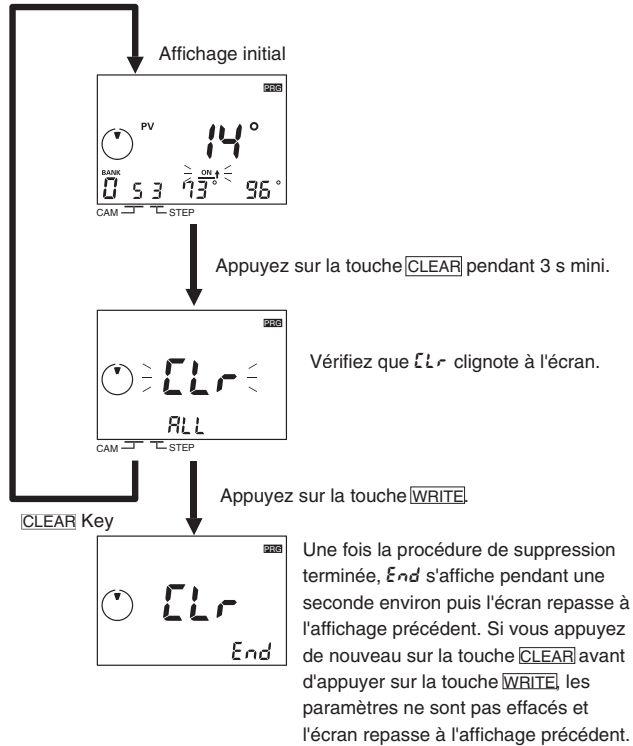 Affichage initial
PRG
PV
14°
BANK
ON
0 5 3 73° 96°
CAM STEP
Appuyez sur la touche CLEAR pendant 3 s mini.
PRG
CLr
Vérifiez que CLr clignote à l'écran.
ALL
CAM STEP
Appuyez sur la touche WRITE.
CLEAR Key
PRG
CLr
End
Une fois la procédure de suppression
terminée, End s'affiche pendant une
seconde environ puis l'écran repasse à
l'affichage précédent. Si vous appuyez
de nouveau sur la touche CLEAR avant
d'appuyer sur la touche WRITE, les
paramètres ne sont pas effacés et
l'écran repasse à l'affichage précédent.